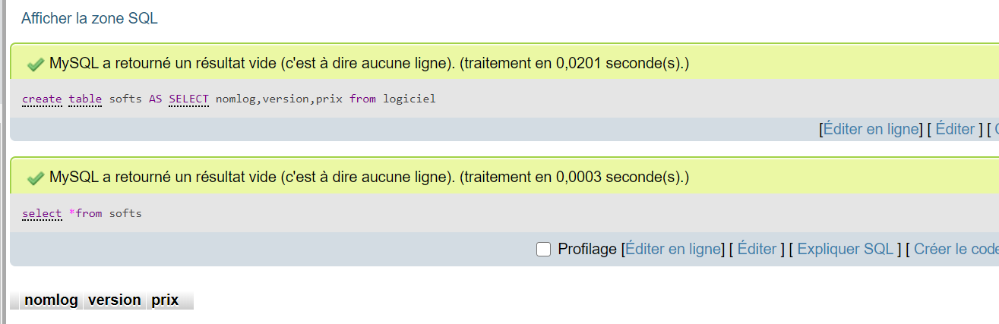 Afficher la zone SQL
MySQL a retourné un résultat vide (c'est à dire aucune ligne). (traitement en 0,0201 seconde(s).)
create table softs AS SELECT nomlog,version,prix from logiciel
[Éditer en ligne] [ Éditer ] [
MySQL a retourné un résultat vide (c'est à dire aucune ligne). (traitement en 0,0003 seconde(s).)
select *from softs
Profilage [Éditer en ligne] [ Éditer ] [ Expliquer SQL ] [ Créer le code
nomlog version prix